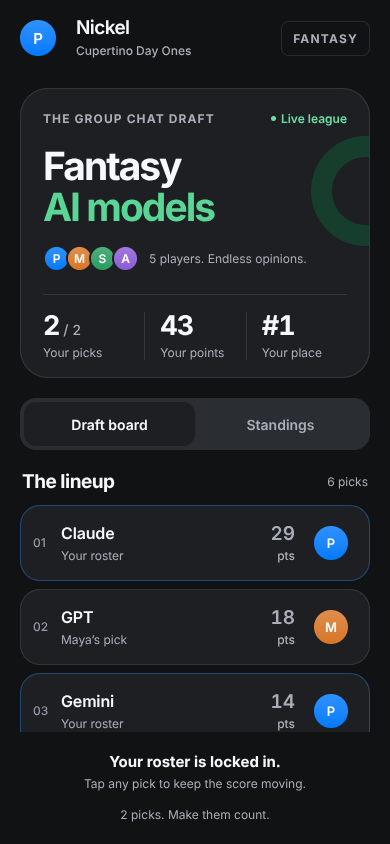 P
Nickel
Cupertino Day Ones
FANTASY
THE GROUP CHAT DRAFT
Live league
Fantasy
AI models
P M S A
5 players. Endless opinions.
2 / 2
Your picks
43
Your points
#1
Your place
Draft board
Standings
The lineup
6 picks
01
Claude
Your roster
29
pts
P
02
GPT
Maya’s pick
18
pts
M
03
Gemini
Your roster
14
pts
P
Your roster is locked in.
Tap any pick to keep the score moving.
2 picks. Make them count.